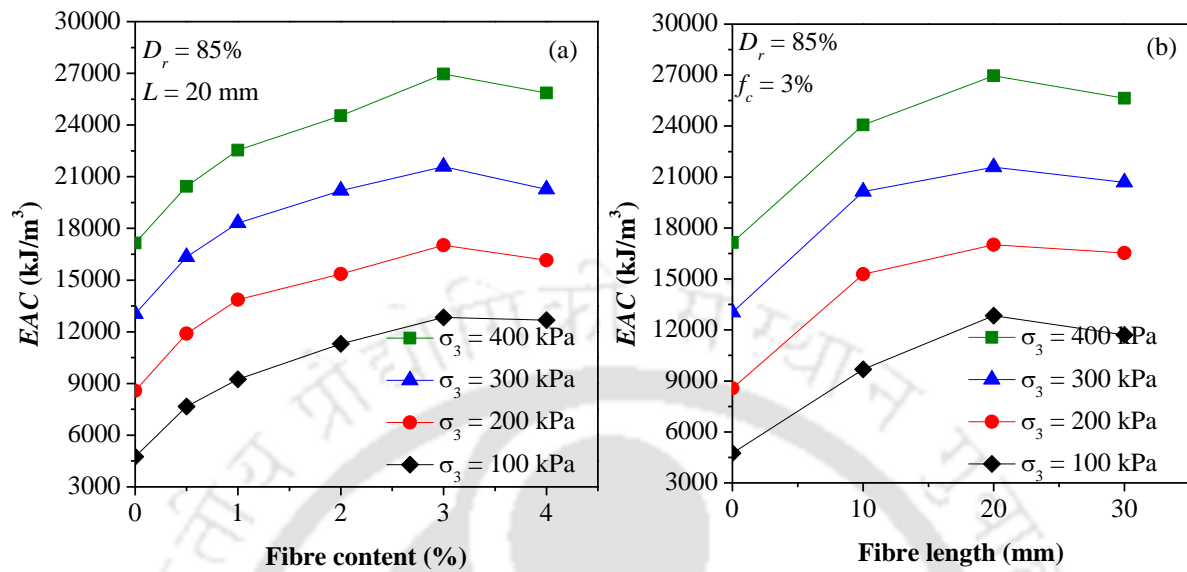 30000
27000
24000
21000
18000
15000
12000
9000
6000
3000
EAC (kJ/m³)
D_r = 85%
L = 20 mm
(a)
σ₃ = 400 kPa
σ₃ = 300 kPa
σ₃ = 200 kPa
σ₃ = 100 kPa
0 1 2 3 4
Fibre content (%)
30000
27000
24000
21000
18000
15000
12000
9000
6000
3000
EAC (kJ/m³)
D_r = 85%
f_c = 3%
(b)
σ₃ = 400 kPa
σ₃ = 300 kPa
σ₃ = 200 kPa
σ₃ = 100 kPa
0 10 20 30
Fibre length (mm)